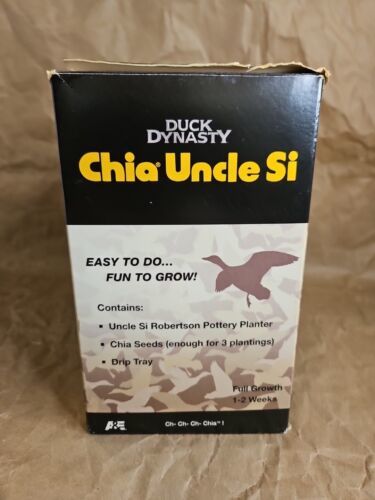 DUCK
DYNASTY
Chia® Uncle Si
EASY TO DO...
FUN TO GROW!
Contains:
▪ Uncle Si Robertson Pottery Planter
▪ Chia Seeds (enough for 3 plantings)
▪ Drip Tray
Full Growth
1-2 Weeks
A&E
Ch- Ch- Ch- Chia™ !